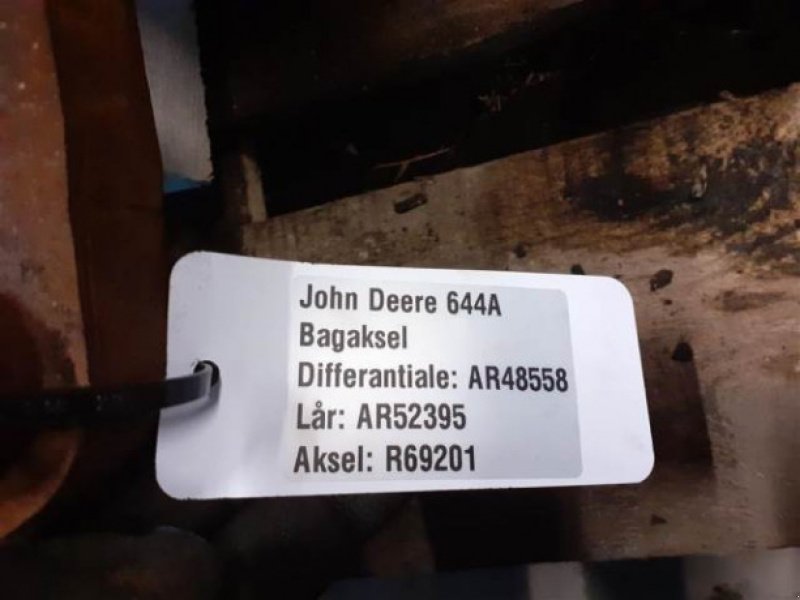 John Deere 644A
Bagaksel
Differantiale: AR48558
Lår: AR52395
Aksel: R69201